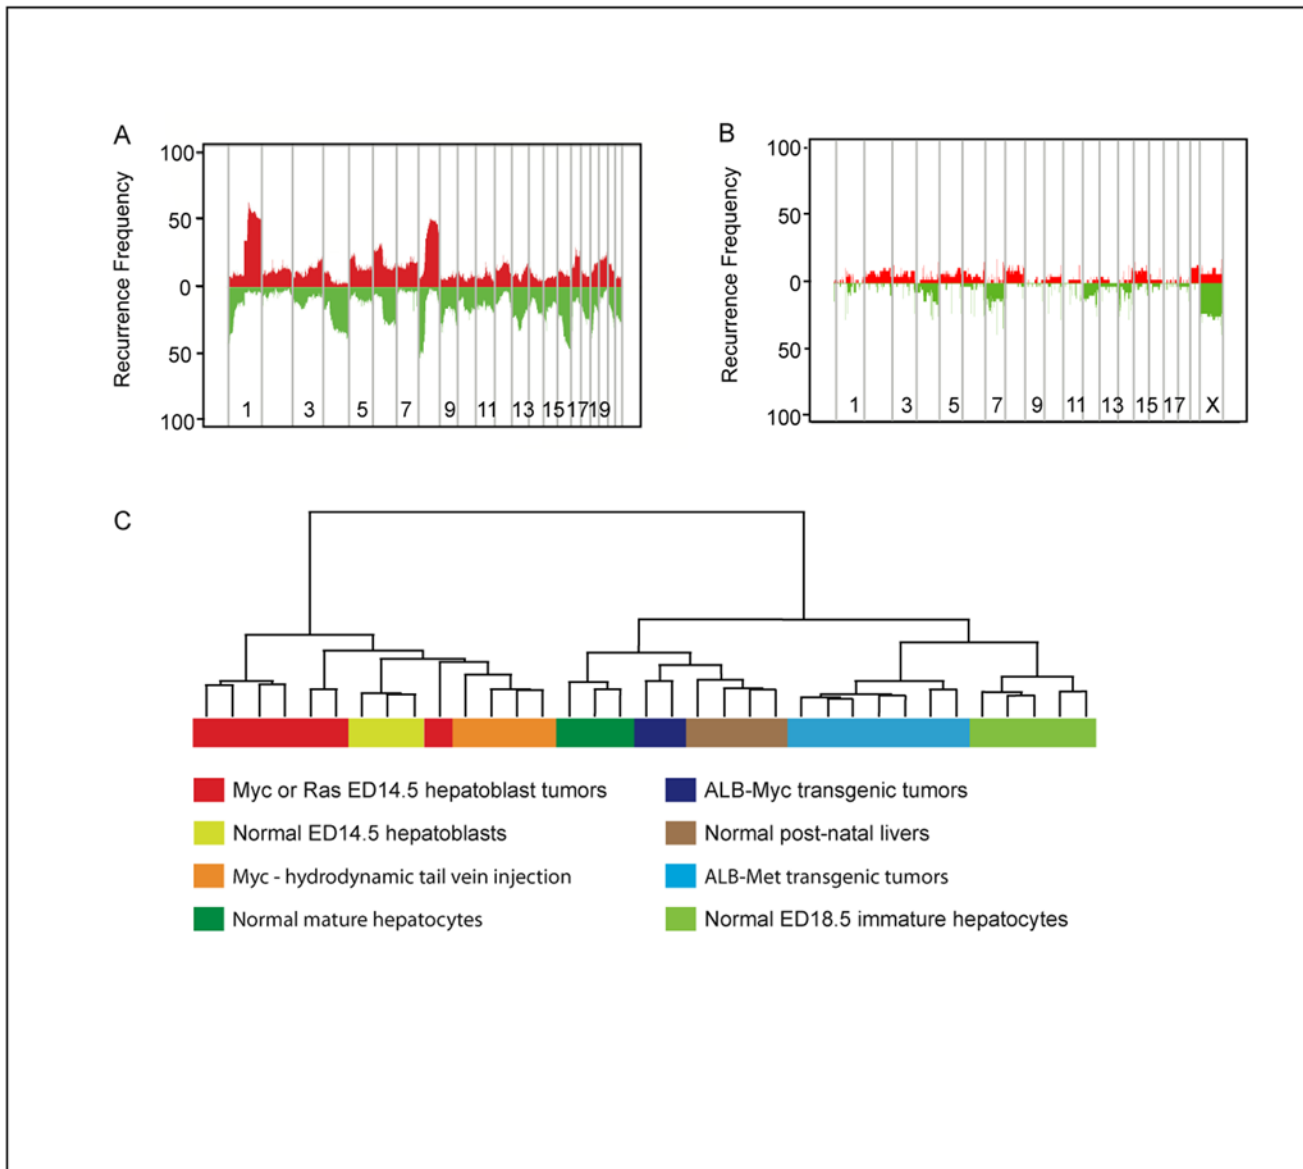 A
Recurrence Frequency
100
50
0
50
100
1 3 5 7 9 11 13 15 17 19
B
Recurrence Frequency
100
50
0
50
100
1 3 5 7 9 11 13 15 17 X
C
Myc or Ras ED14.5 hepatoblast tumors
Normal ED14.5 hepatoblasts
Myc - hydrodynamic tail vein injection
Normal mature hepatocytes
ALB-Myc transgenic tumors
Normal post-natal livers
ALB-Met transgenic tumors
Normal ED18.5 immature hepatocytes